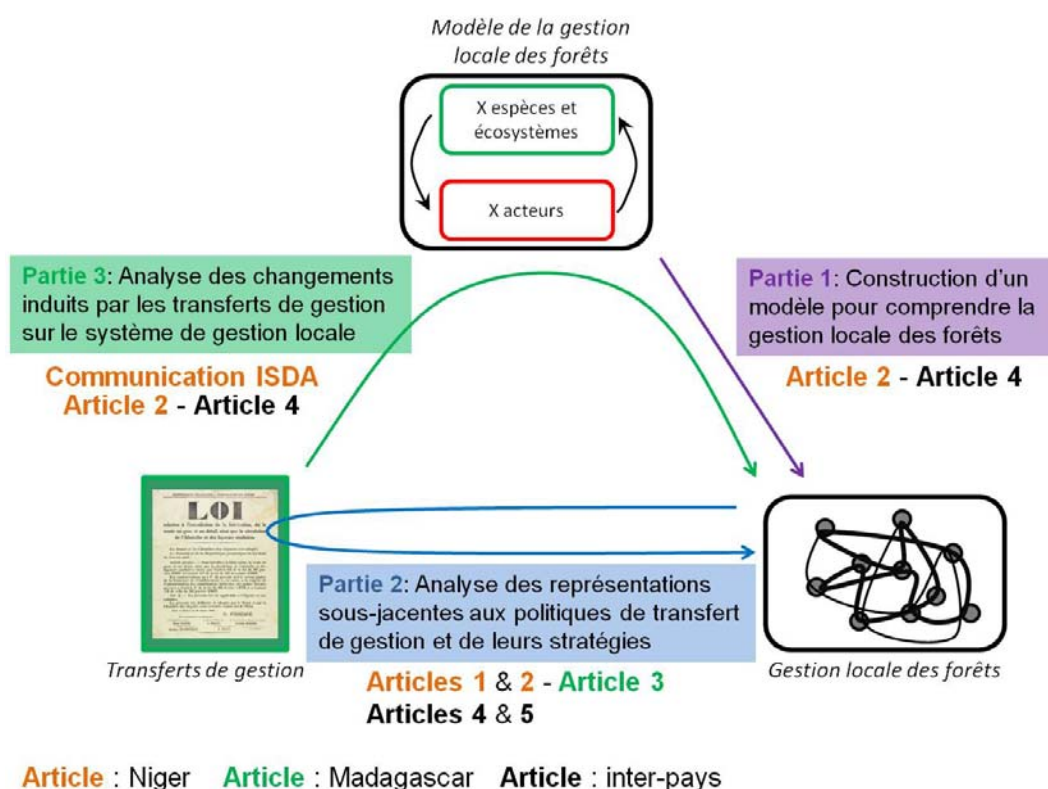 Modèle de la gestion
locale des forêts
X espèces et
écosystèmes
X acteurs
Partie 3: Analyse des changements
induits par les transferts de gestion
sur le système de gestion locale
Communication ISDA
Article 2 - Article 4
Partie 1: Construction d'un
modèle pour comprendre la
gestion locale des forêts
Article 2 - Article 4
LOI
Transferts de gestion
Partie 2: Analyse des représentations
sous-jacentes aux politiques de transfert
de gestion et de leurs stratégies
Articles 1 & 2 - Article 3
Articles 4 & 5
Gestion locale des forêts
Article : Niger Article : Madagascar Article : inter-pays